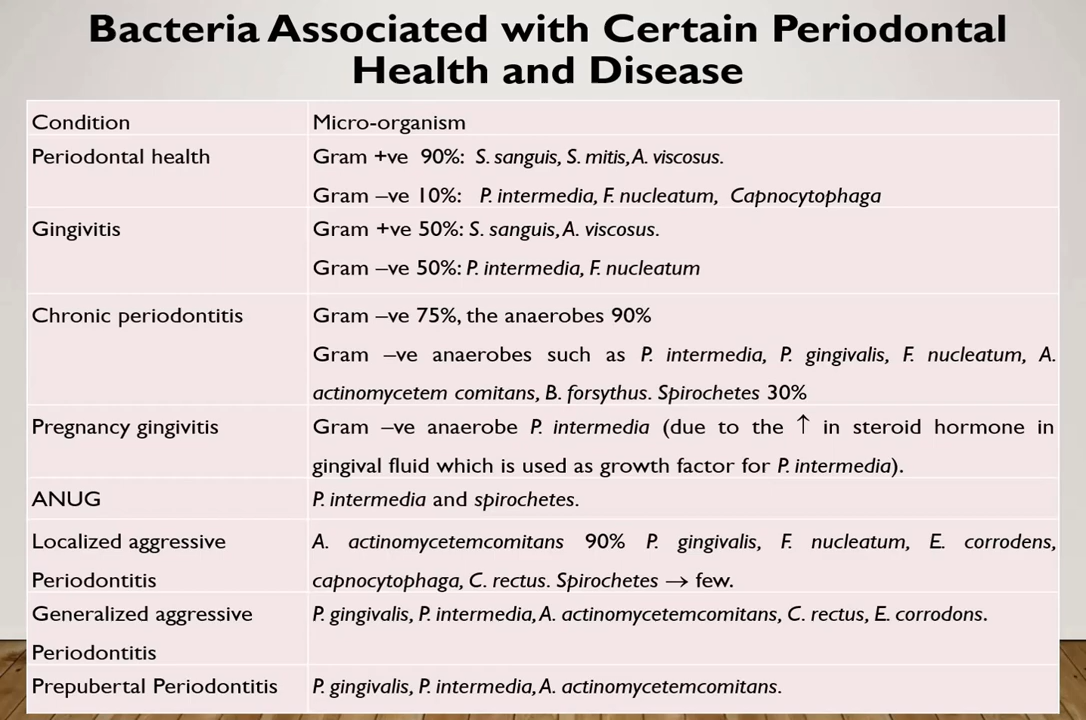 Bacteria Associated with Certain Periodontal
Health and Disease
Condition
Micro-organism
Periodontal health
Gram +ve 90%: S. sanguis, S. mitis, A. viscosus.
Gram –ve 10%: P. intermedia, F. nucleatum, Capnocytophaga
Gingivitis
Gram +ve 50%: S. sanguis, A. viscosus.
Gram –ve 50%: P. intermedia, F. nucleatum
Chronic periodontitis
Gram –ve 75%, the anaerobes 90%
Gram –ve anaerobes such as P. intermedia, P. gingivalis, F. nucleatum, A.
actinomycetem comitans, B. forsythus. Spirochetes 30%
Pregnancy gingivitis
Gram –ve anaerobe P. intermedia (due to the ↑ in steroid hormone in
gingival fluid which is used as growth factor for P. intermedia).
ANUG
P. intermedia and spirochetes.
Localized aggressive
Periodontitis
A. actinomycetemcomitans 90% P. gingivalis, F. nucleatum, E. corrodens,
capnocytophaga, C. rectus. Spirochetes → few.
Generalized aggressive
Periodontitis
P. gingivalis, P. intermedia, A. actinomycetemcomitans, C. rectus, E. corrodons.
Prepubertal Periodontitis
P. gingivalis, P. intermedia, A. actinomycetemcomitans.